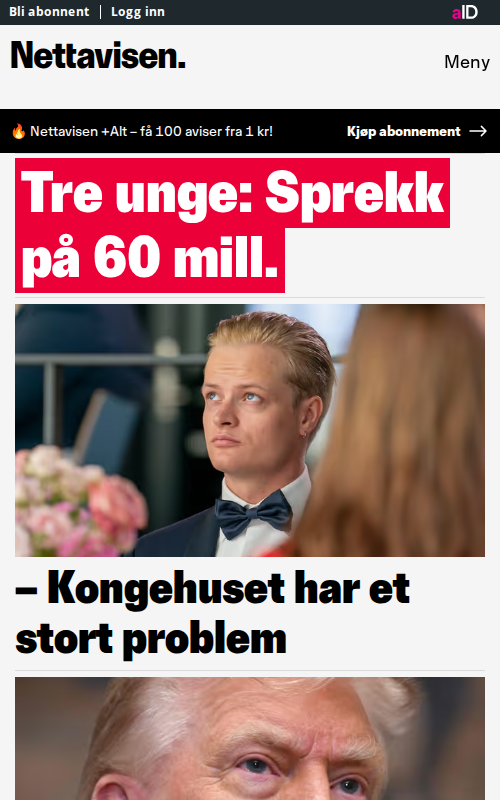 Bli abonnent | Logg inn
aID
Nettavisen.
Meny
🔥 Nettavisen +Alt – få 100 aviser fra 1 kr!
Kjøp abonnement →
Tre unge: Sprekk
på 60 mill.
– Kongehuset har et
stort problem